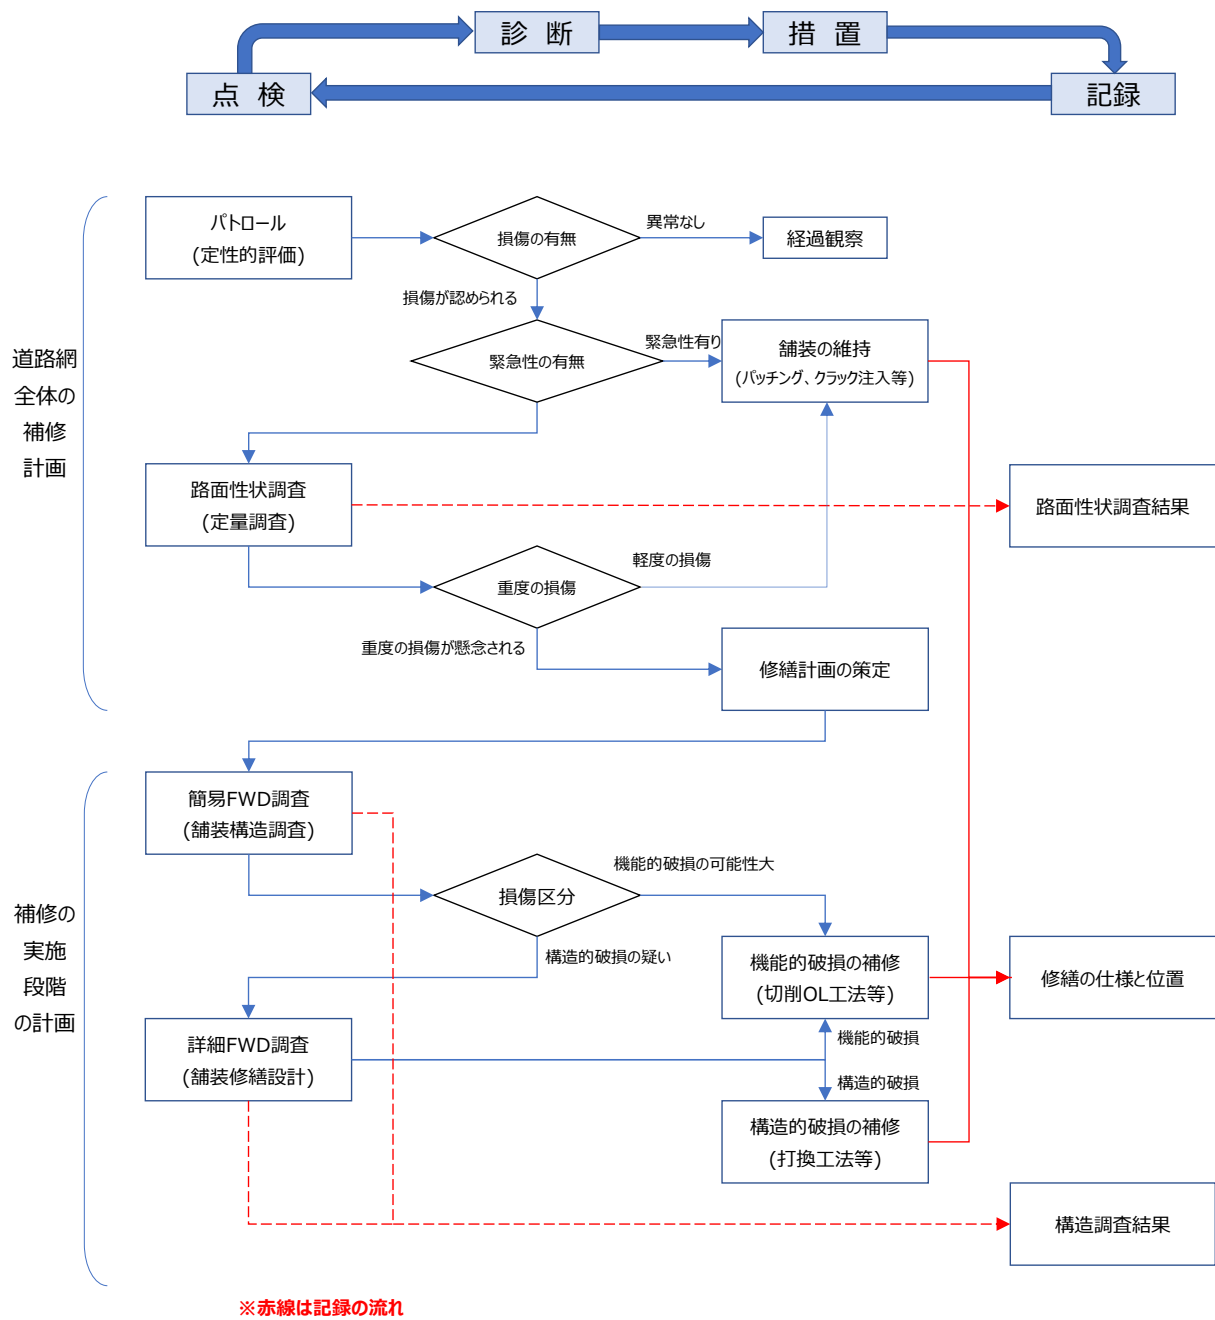 診 断
措 置
点 検
記録
道路網
全体の
補修
計画
パトロール
(定性的評価)
損傷の有無
異常なし
経過観察
損傷が認められる
緊急性の有無
緊急性有り
舗装の維持
(パッチング、クラック注入等)
路面性状調査
(定量調査)
路面性状調査結果
重度の損傷
軽度の損傷
重度の損傷が懸念される
修繕計画の策定
補修の
実施
段階
の計画
簡易FWD調査
(舗装構造調査)
損傷区分
機能的破損の可能性大
構造的破損の疑い
機能的破損の補修
(切削OL工法等)
修繕の仕様と位置
詳細FWD調査
(舗装修繕設計)
機能的破損
構造的破損
構造的破損の補修
(打換工法等)
構造調査結果
※赤線は記録の流れ